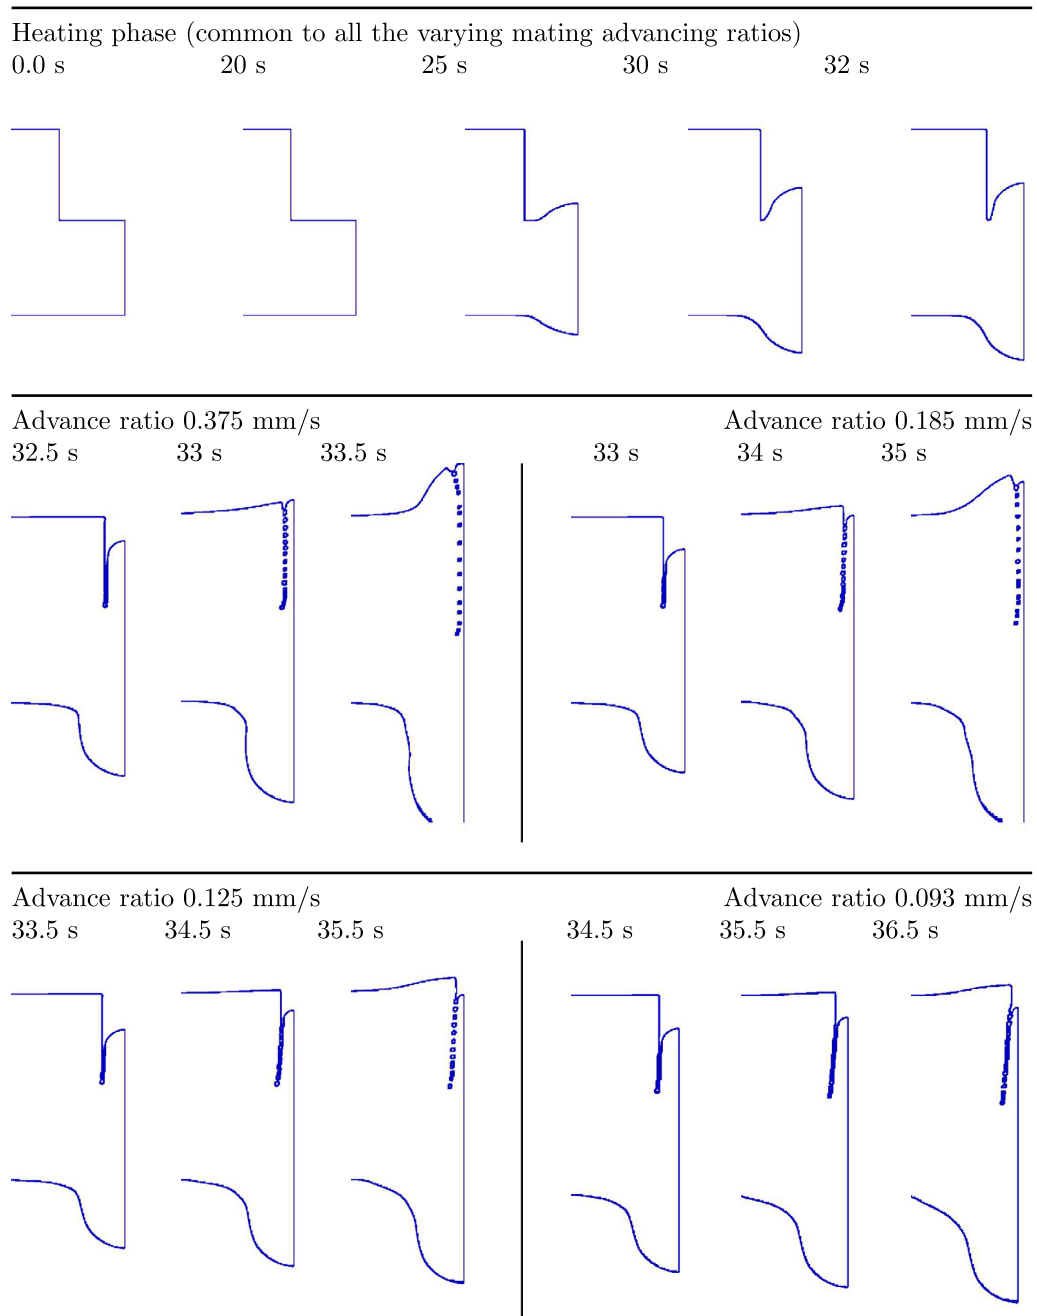 Heating phase (common to all the varying mating advancing ratios)
0.0 s 20 s 25 s 30 s 32 s
Advance ratio 0.375 mm/s
32.5 s 33 s 33.5 s
Advance ratio 0.185 mm/s
33 s 34 s 35 s
Advance ratio 0.125 mm/s
33.5 s 34.5 s 35.5 s
Advance ratio 0.093 mm/s
34.5 s 35.5 s 36.5 s